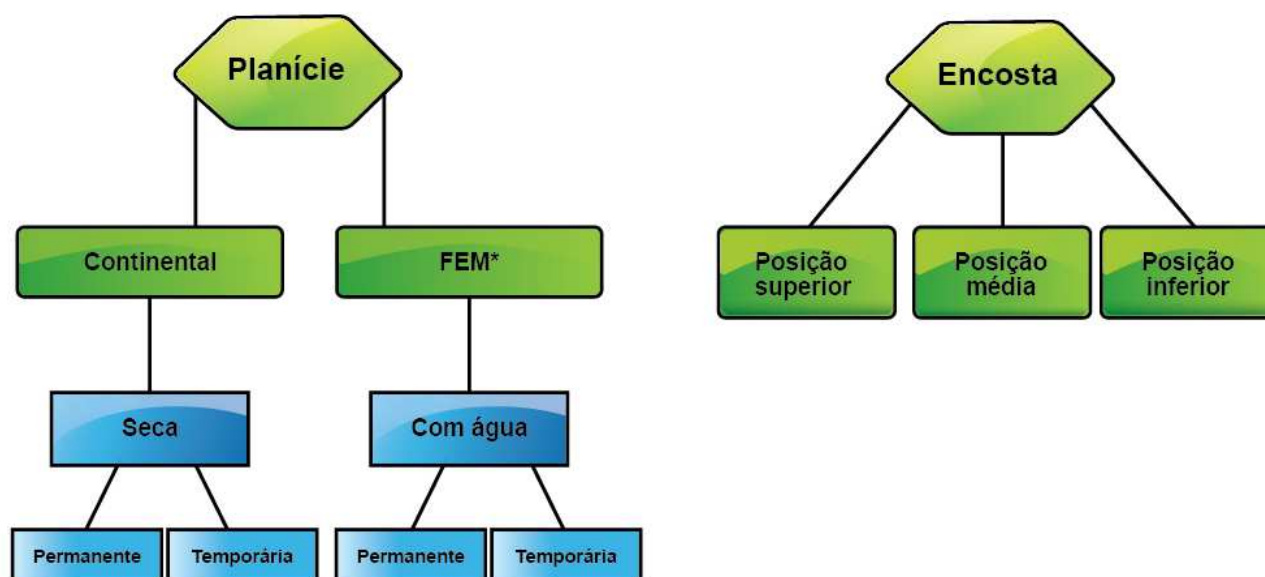 Planície
Encosta
Continental
FEM*
Posição
superior
Posição
média
Posição
inferior
Seca
Com água
Permanente
Temporária
Permanente
Temporária